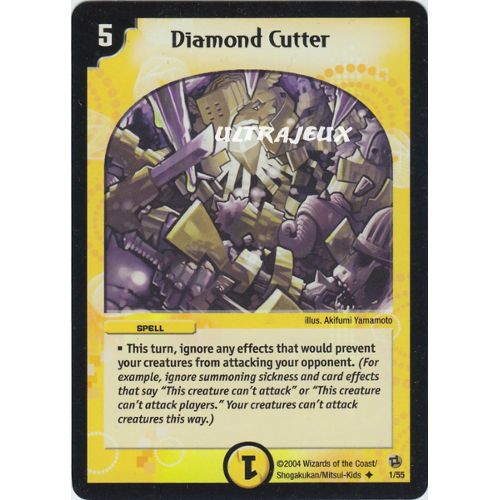 5 Diamond Cutter
ULTRAJEUX
illus. Akifumi Yamamoto
SPELL
▪ This turn, ignore any effects that would prevent
your creatures from attacking your opponent. (For
example, ignore summoning sickness and card effects
that say “This creature can’t attack” or “This creature
can’t attack players.” Your creatures can’t attack
creatures this way.)
1
©2004 Wizards of the Coast/
Shogakukan/Mitsui-Kids ♦ 1/55